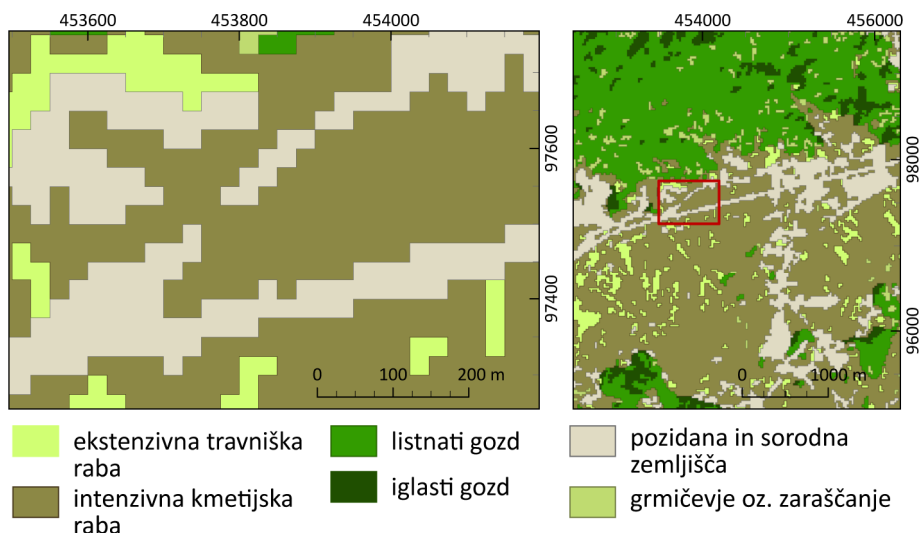 453600 453800 454000
97600
97400
0 100 200 m
454000 456000
98000
96000
0 1000 m
ekstenzivna travniška
raba
intenzivna kmetijska
raba
listnati gozd
iglasti gozd
pozidana in sorodna
zemljišča
grmičevje oz. zaraščanje